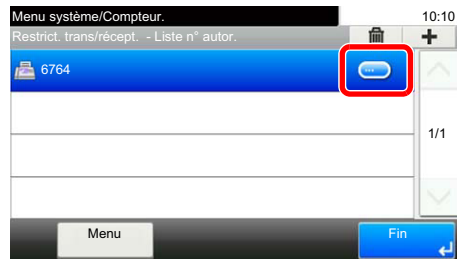 Menu système/Compteur. 10:10
Restrict. trans/récept. - Liste n° autor.
6764
1/1
Menu Fin